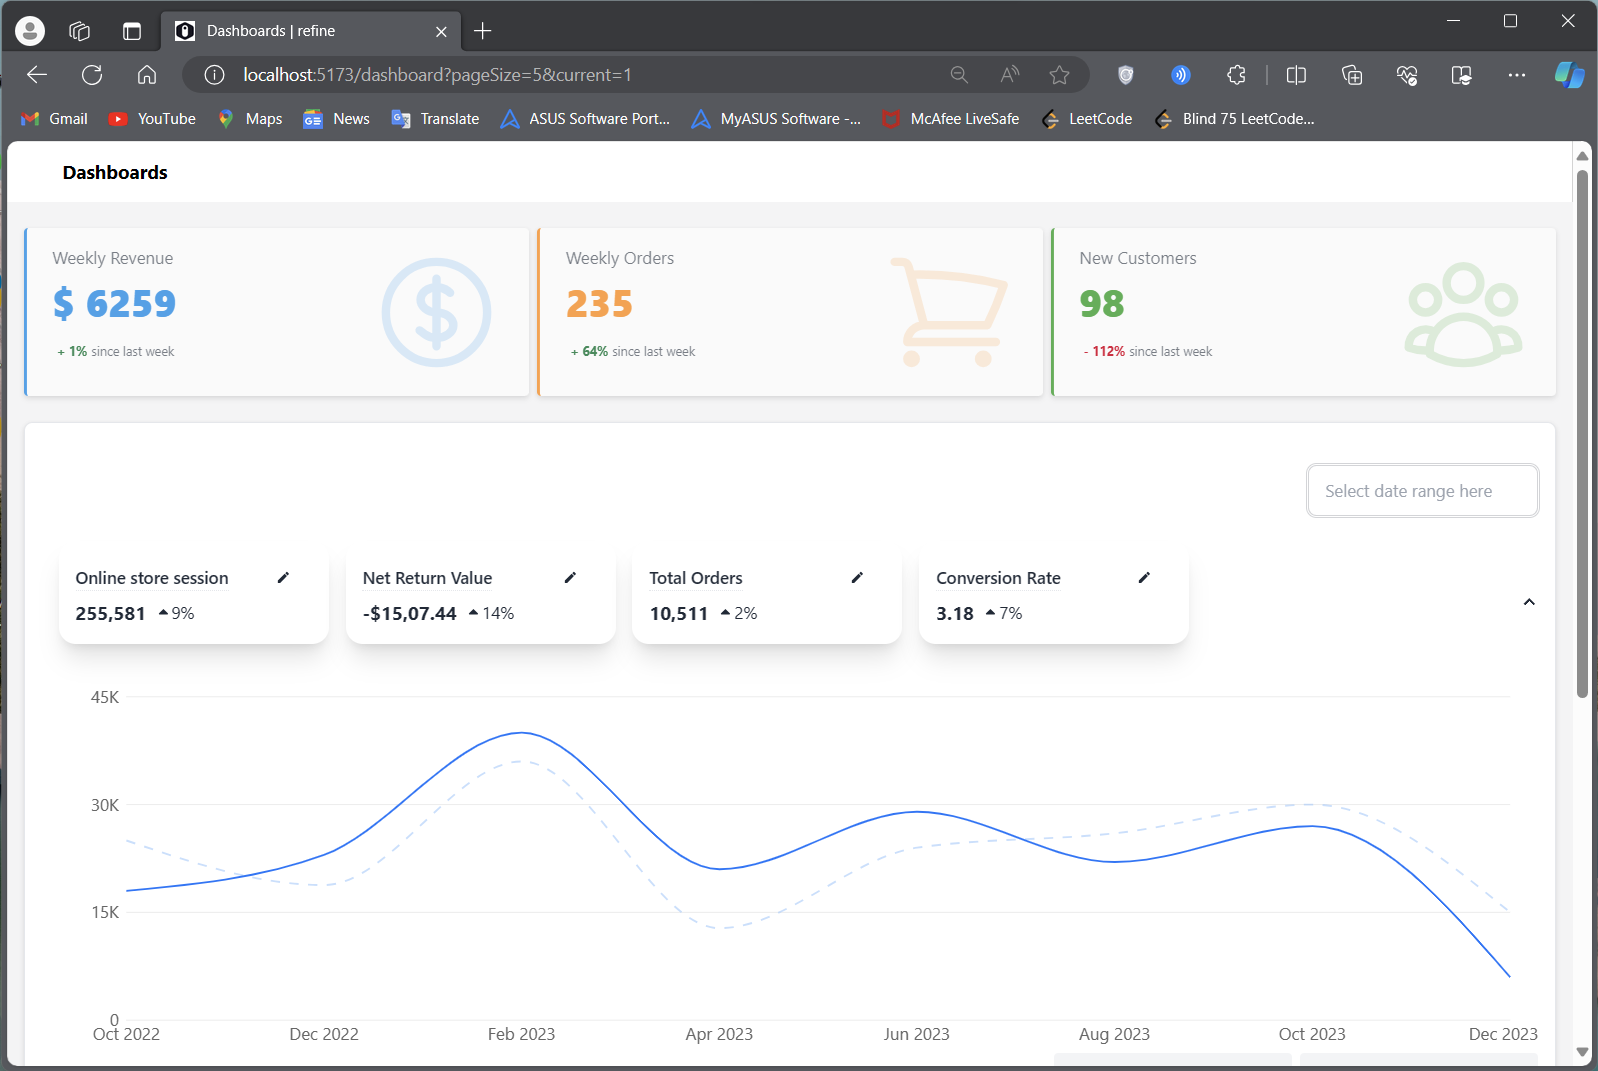 Dashboards | refine
localhost:5173/dashboard?pageSize=5&current=1
Gmail YouTube Maps News Translate ASUS Software Port... MyASUS Software -... McAfee LiveSafe LeetCode Blind 75 LeetCode...
Dashboards
Weekly Revenue
$ 6259
+ 1% since last week
Weekly Orders
235
+ 64% since last week
New Customers
98
- 112% since last week
Select date range here
Online store session
255,581 9%
Net Return Value
-$15,07.44 14%
Total Orders
10,511 2%
Conversion Rate
3.18 7%
45K
30K
15K
0
Oct 2022 Dec 2022 Feb 2023 Apr 2023 Jun 2023 Aug 2023 Oct 2023 Dec 2023